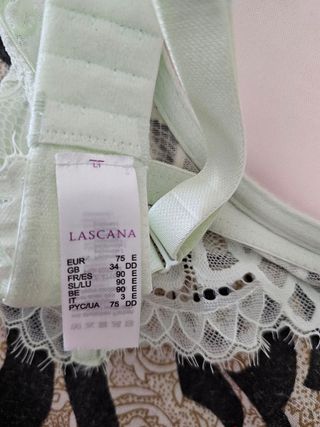 LASCANA
EUR 75 E
GB 34 DD
FR/ES 90 E
SL/LU 90 E
BE 90 E
IT 3 E
PYC/UA 75 DD